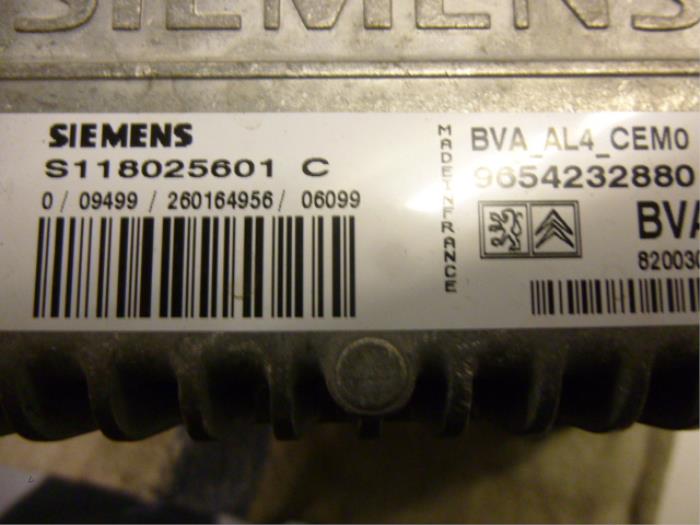 SIEMENS
SIEMENS
S118025601 C
0 / 09499 / 260164956 / 06099
MADE IN FRANCE
BVA_AL4_CEM0
9654232880
BVA
820030